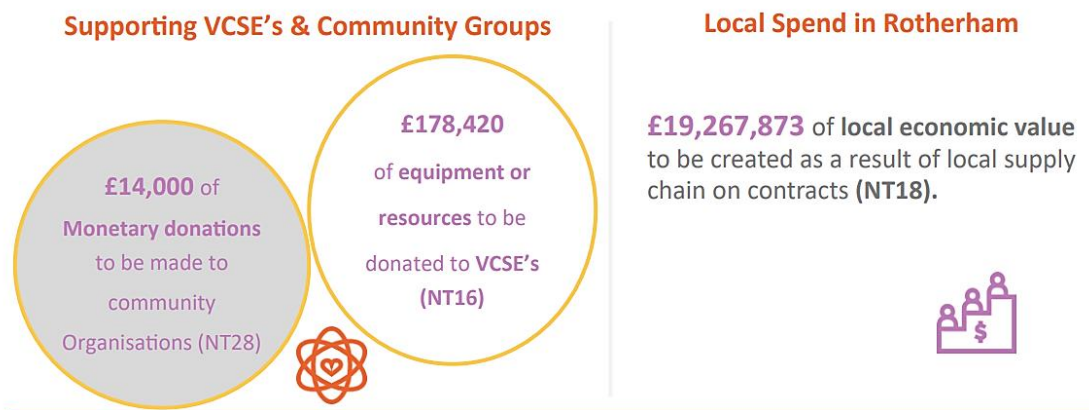 Supporting VCSE's & Community Groups
£14,000 of
Monetary donations
to be made to
community
Organisations (NT28)
£178,420
of equipment or
resources to be
donated to VCSE's
(NT16)
Local Spend in Rotherham
£19,267,873 of local economic value
to be created as a result of local supply
chain on contracts (NT18).
$